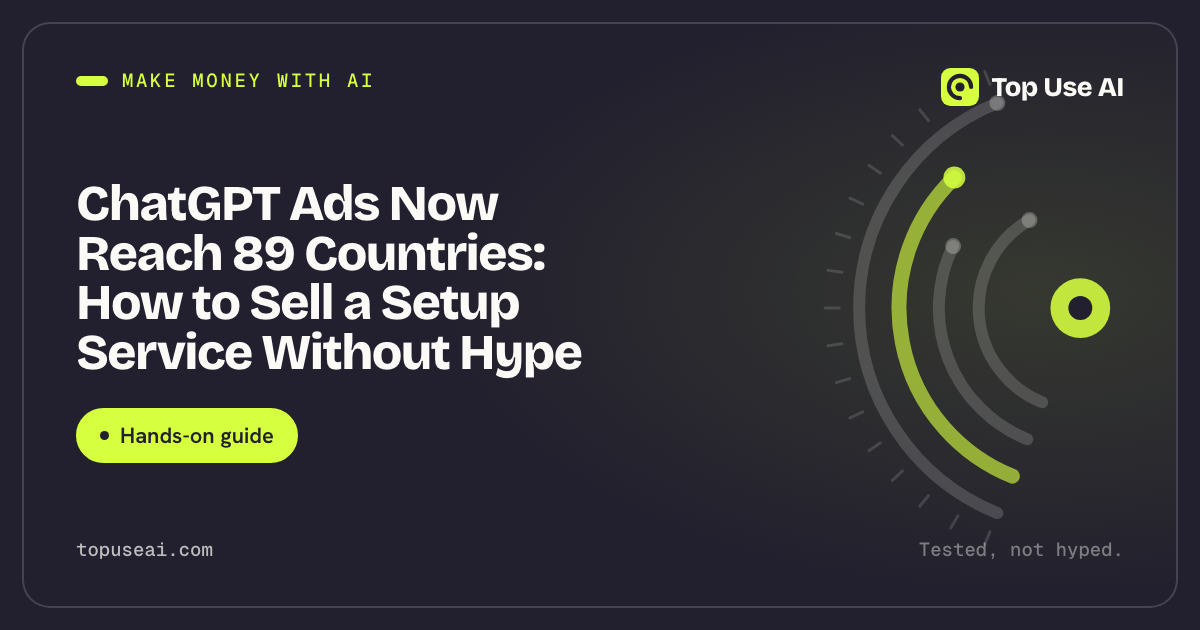 MAKE MONEY WITH AI
Top Use AI
ChatGPT Ads Now
Reach 89 Countries:
How to Sell a Setup
Service Without Hype
Hands-on guide
topuseai.com
Tested, not hyped.